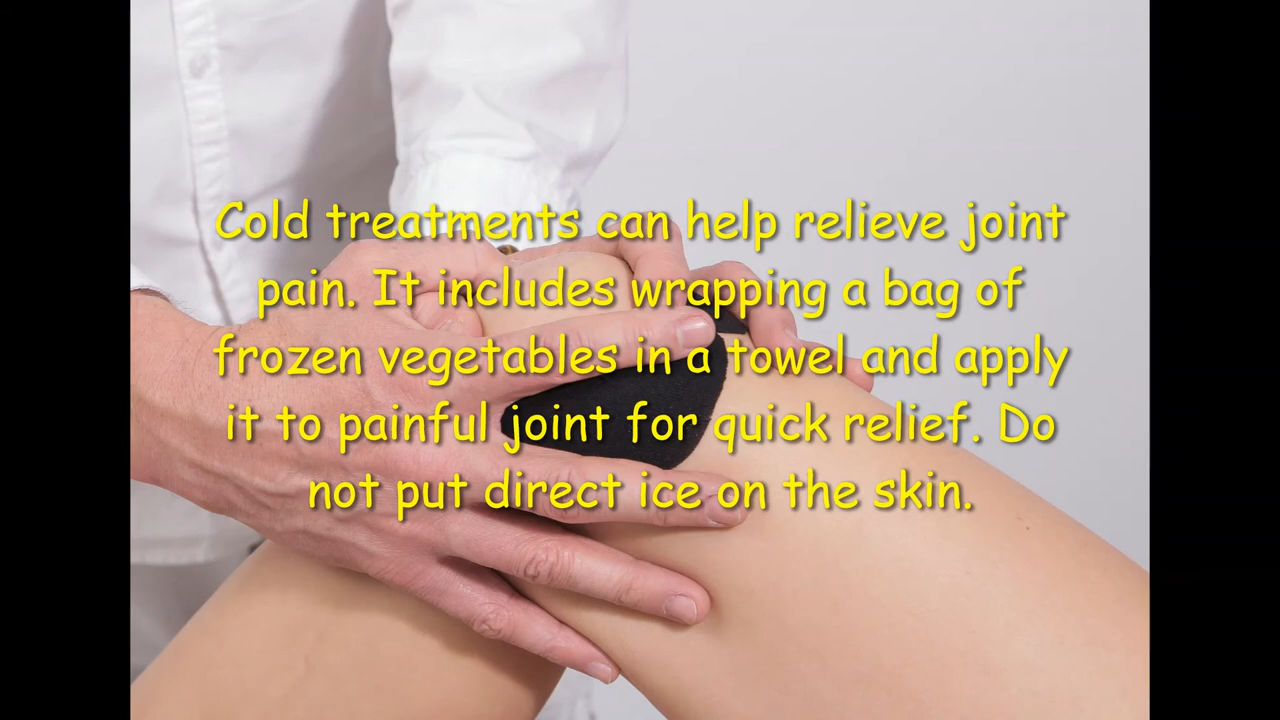 Cold treatments can help relieve joint
pain. It includes wrapping a bag of
frozen vegetables in a towel and apply
it to painful joint for quick relief. Do
not put direct ice on the skin.